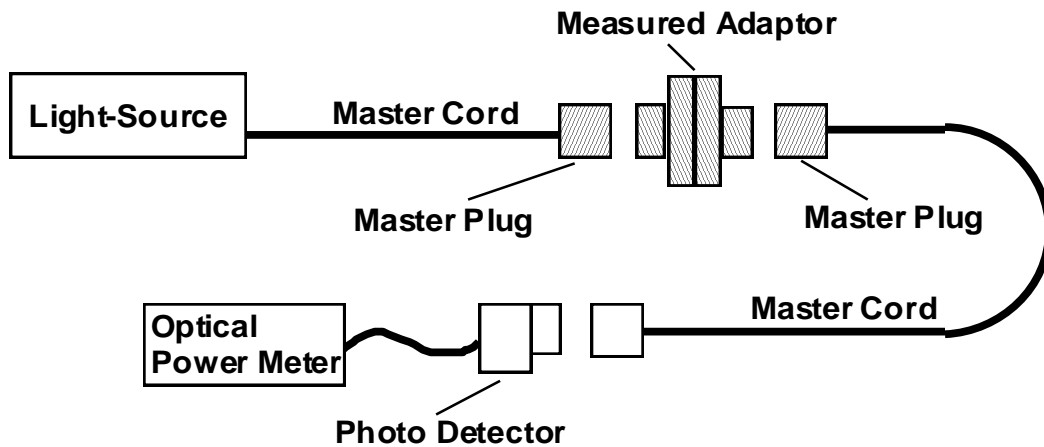 Measured Adaptor
Light-Source
Master Cord
Master Plug
Master Plug
Master Cord
Optical
Power Meter
Photo Detector